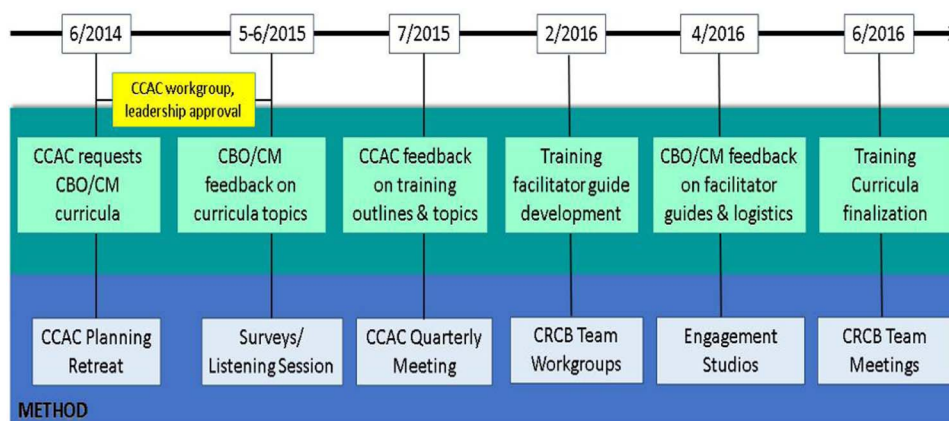 6/2014
5-6/2015
7/2015
2/2016
4/2016
6/2016
CCAC workgroup,
leadership approval
CCAC requests
CBO/CM
curricula
CBO/CM
feedback on
curricula topics
CCAC feedback
on training
outlines & topics
Training
facilitator guide
development
CBO/CM feedback
on facilitator
guides & logistics
Training
Curricula
finalization
CCAC Planning
Retreat
Surveys/
Listening Session
CCAC Quarterly
Meeting
CRCB Team
Workgroups
Engagement
Studios
CRCB Team
Meetings
METHOD